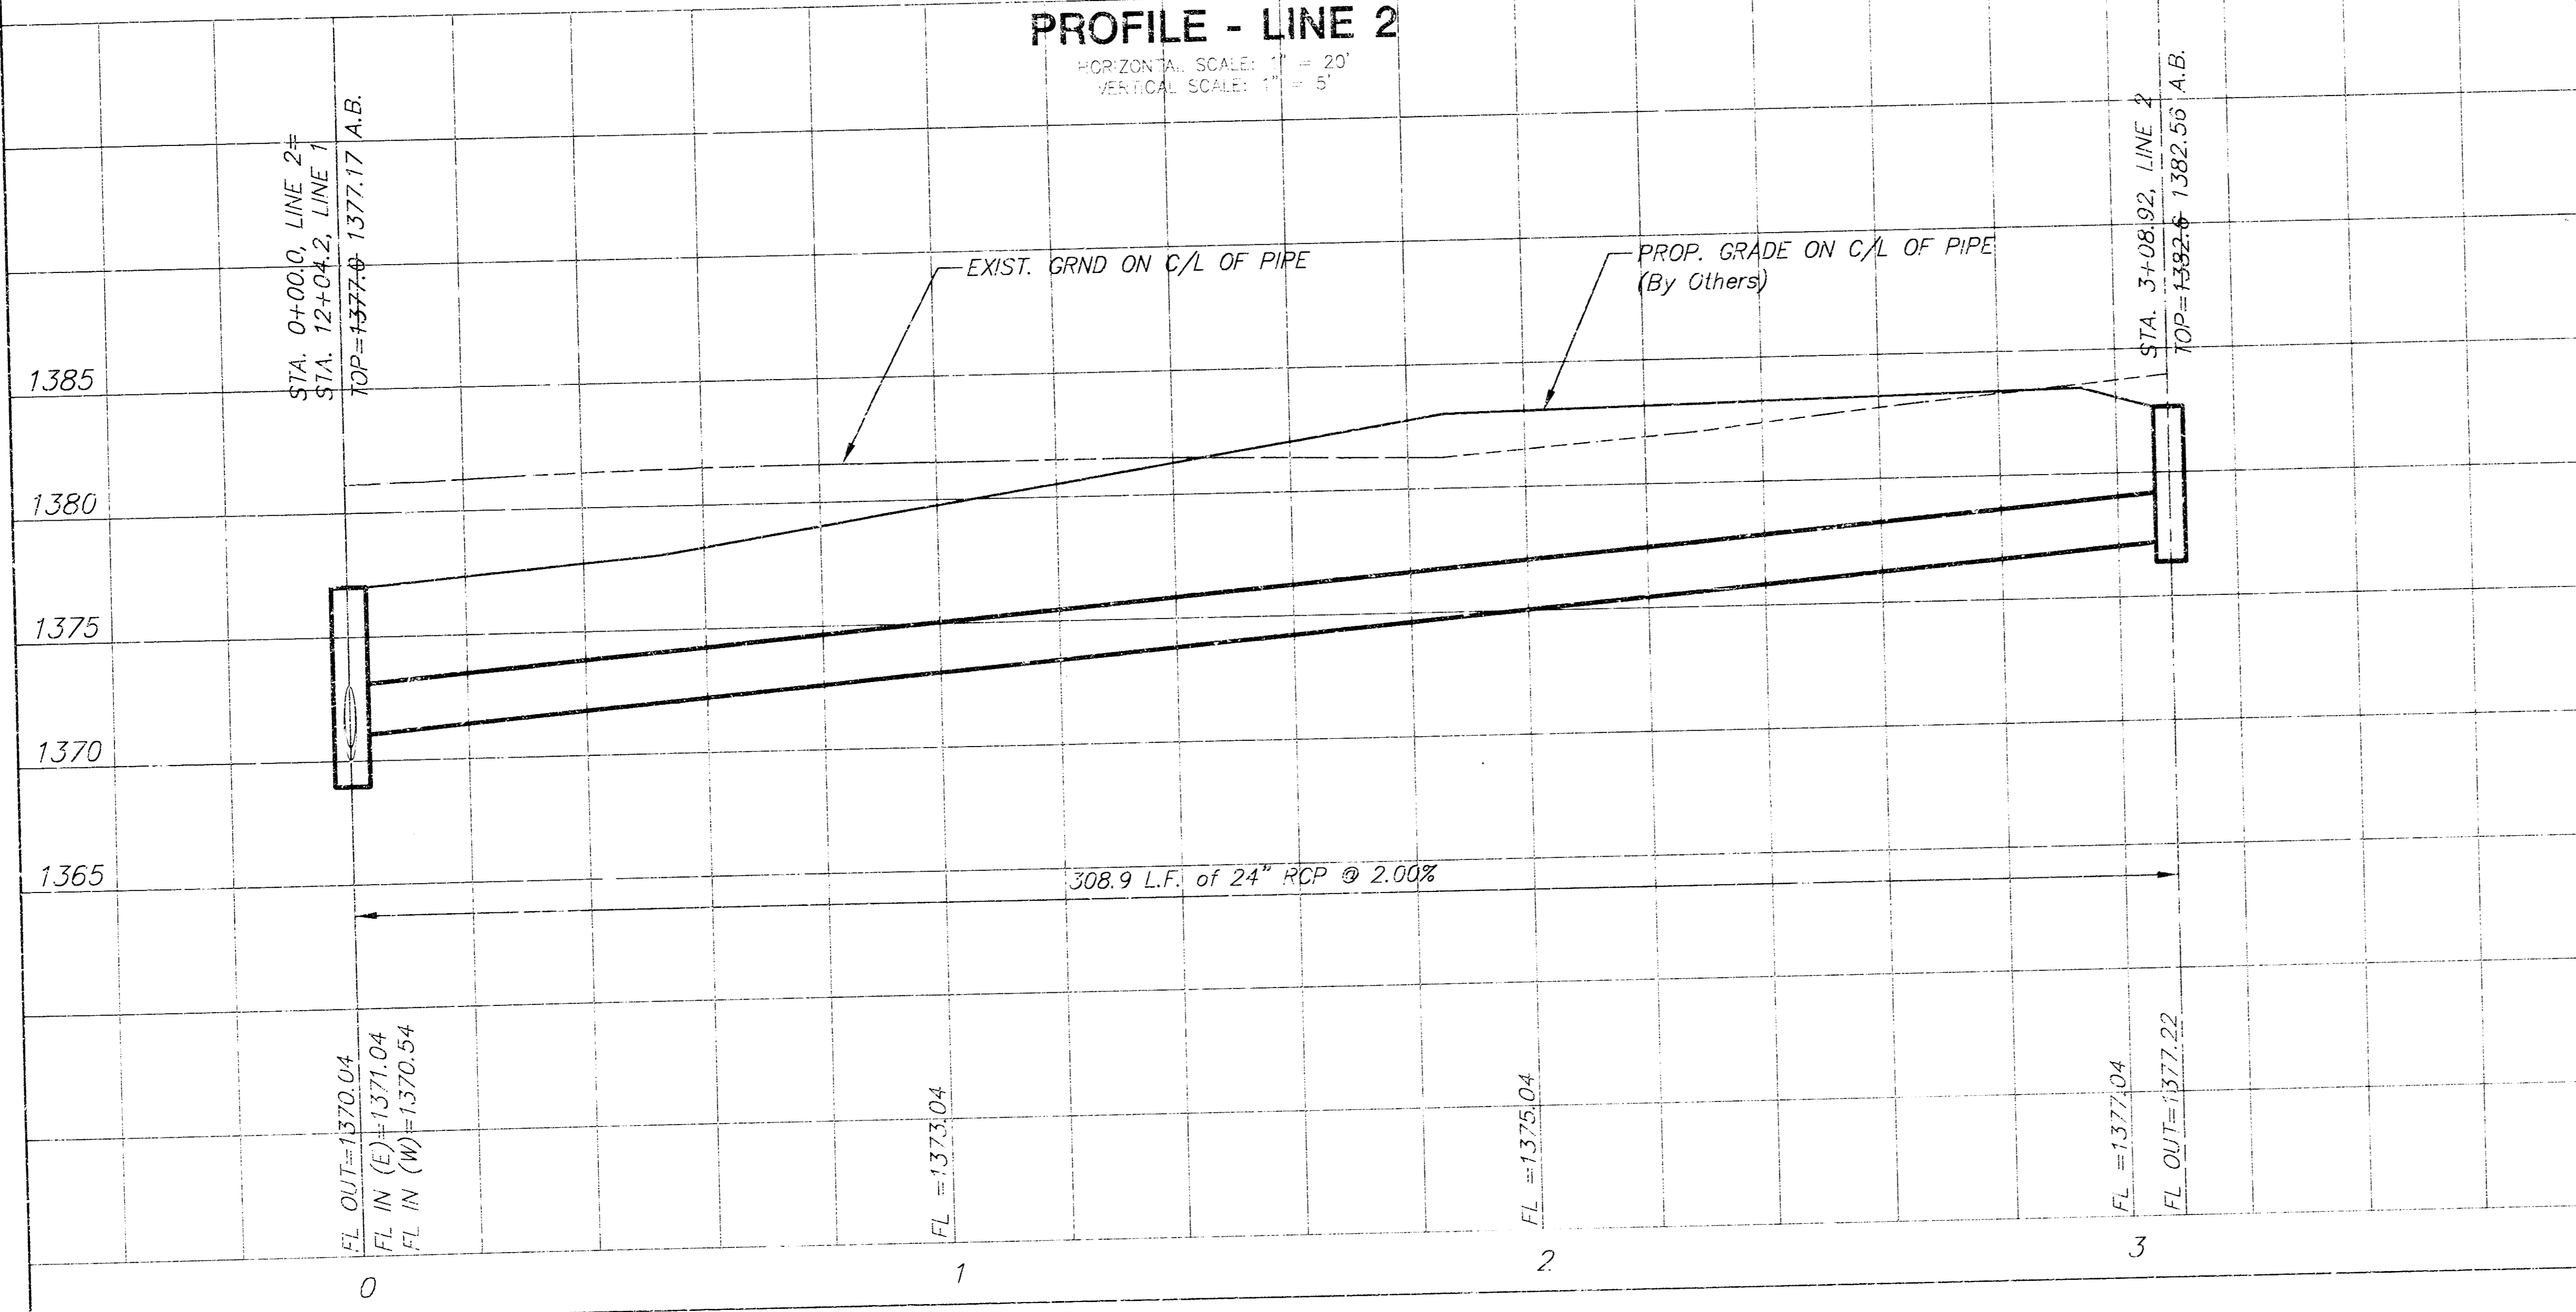 PROFILE - LINE 2
HORIZONTAL SCALE: 1" = 20'
VERTICAL SCALE: 1" = 5'
STA. 0+00.0, LINE 2=
STA. 12+04.2, LINE 1
TOP=1377.0 1377.17 A.B.
STA. 3+08.92, LINE 2
TOP=1382.6 1382.56 A.B.
EXIST. GRND ON C/L OF PIPE
PROP. GRADE ON C/L OF PIPE
(By Others)
1385
1380
1375
1370
1365
308.9 L.F. of 24" RCP @ 2.00%
FL OUT=1370.04
FL IN (E)=1371.04
FL IN (W)=1370.54
FL =1373.04
FL =1375.04
FL =1377.04
FL OUT=1377.22
0
1
2
3